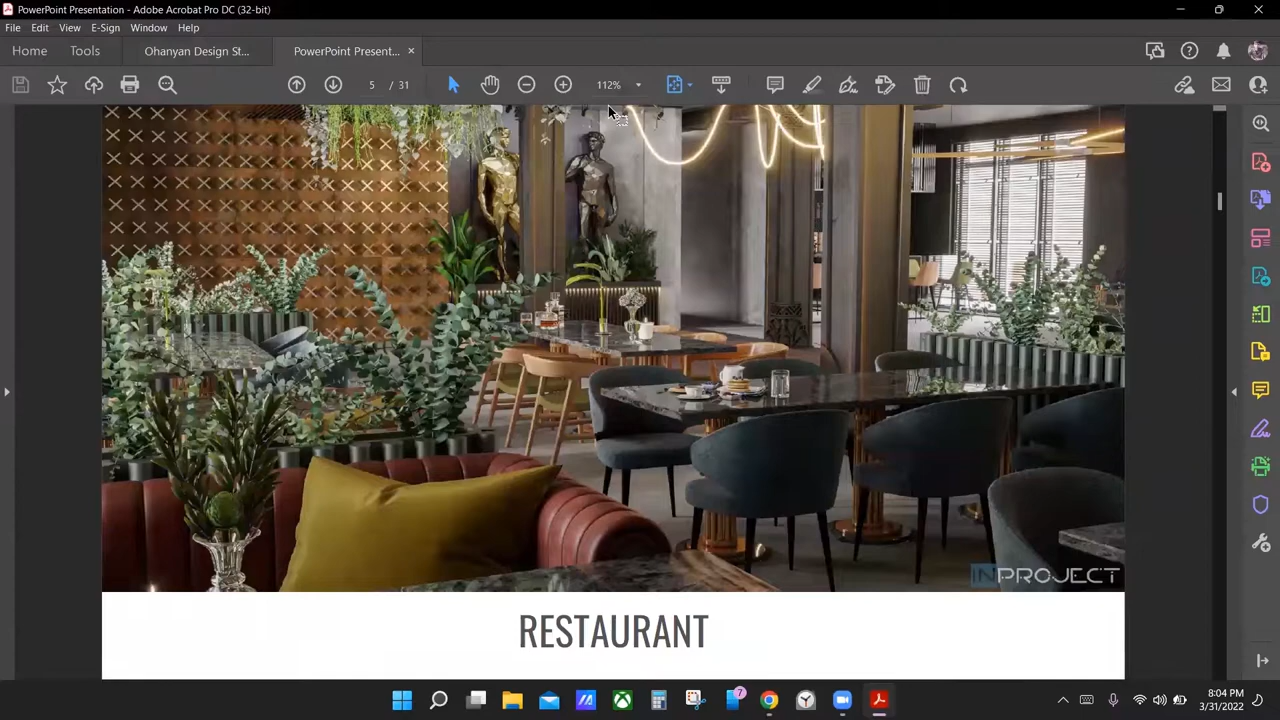 PowerPoint Presentation - Adobe Acrobat Pro DC (32-bit)
File Edit View E-Sign Window Help
Home Tools Ohanyan Design St... PowerPoint Present... ×
5 / 31 112%
INPROJECT
RESTAURANT
7
8:04 PM
3/31/2022